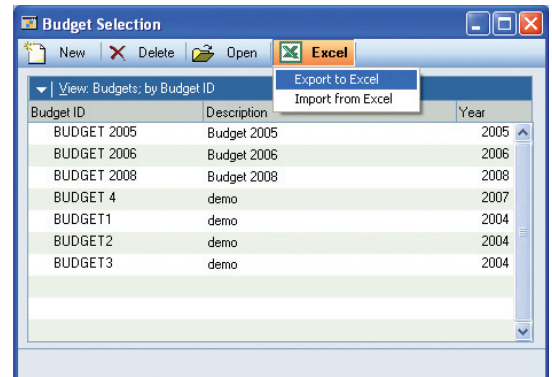 Budget Selection
New Delete Open Excel
Export to Excel
Import from Excel
View: Budgets; by Budget ID
Budget ID Description Year
BUDGET 2005 Budget 2005 2005
BUDGET 2006 Budget 2006 2006
BUDGET 2008 Budget 2008 2008
BUDGET 4 demo 2007
BUDGET1 demo 2004
BUDGET2 demo 2004
BUDGET3 demo 2004